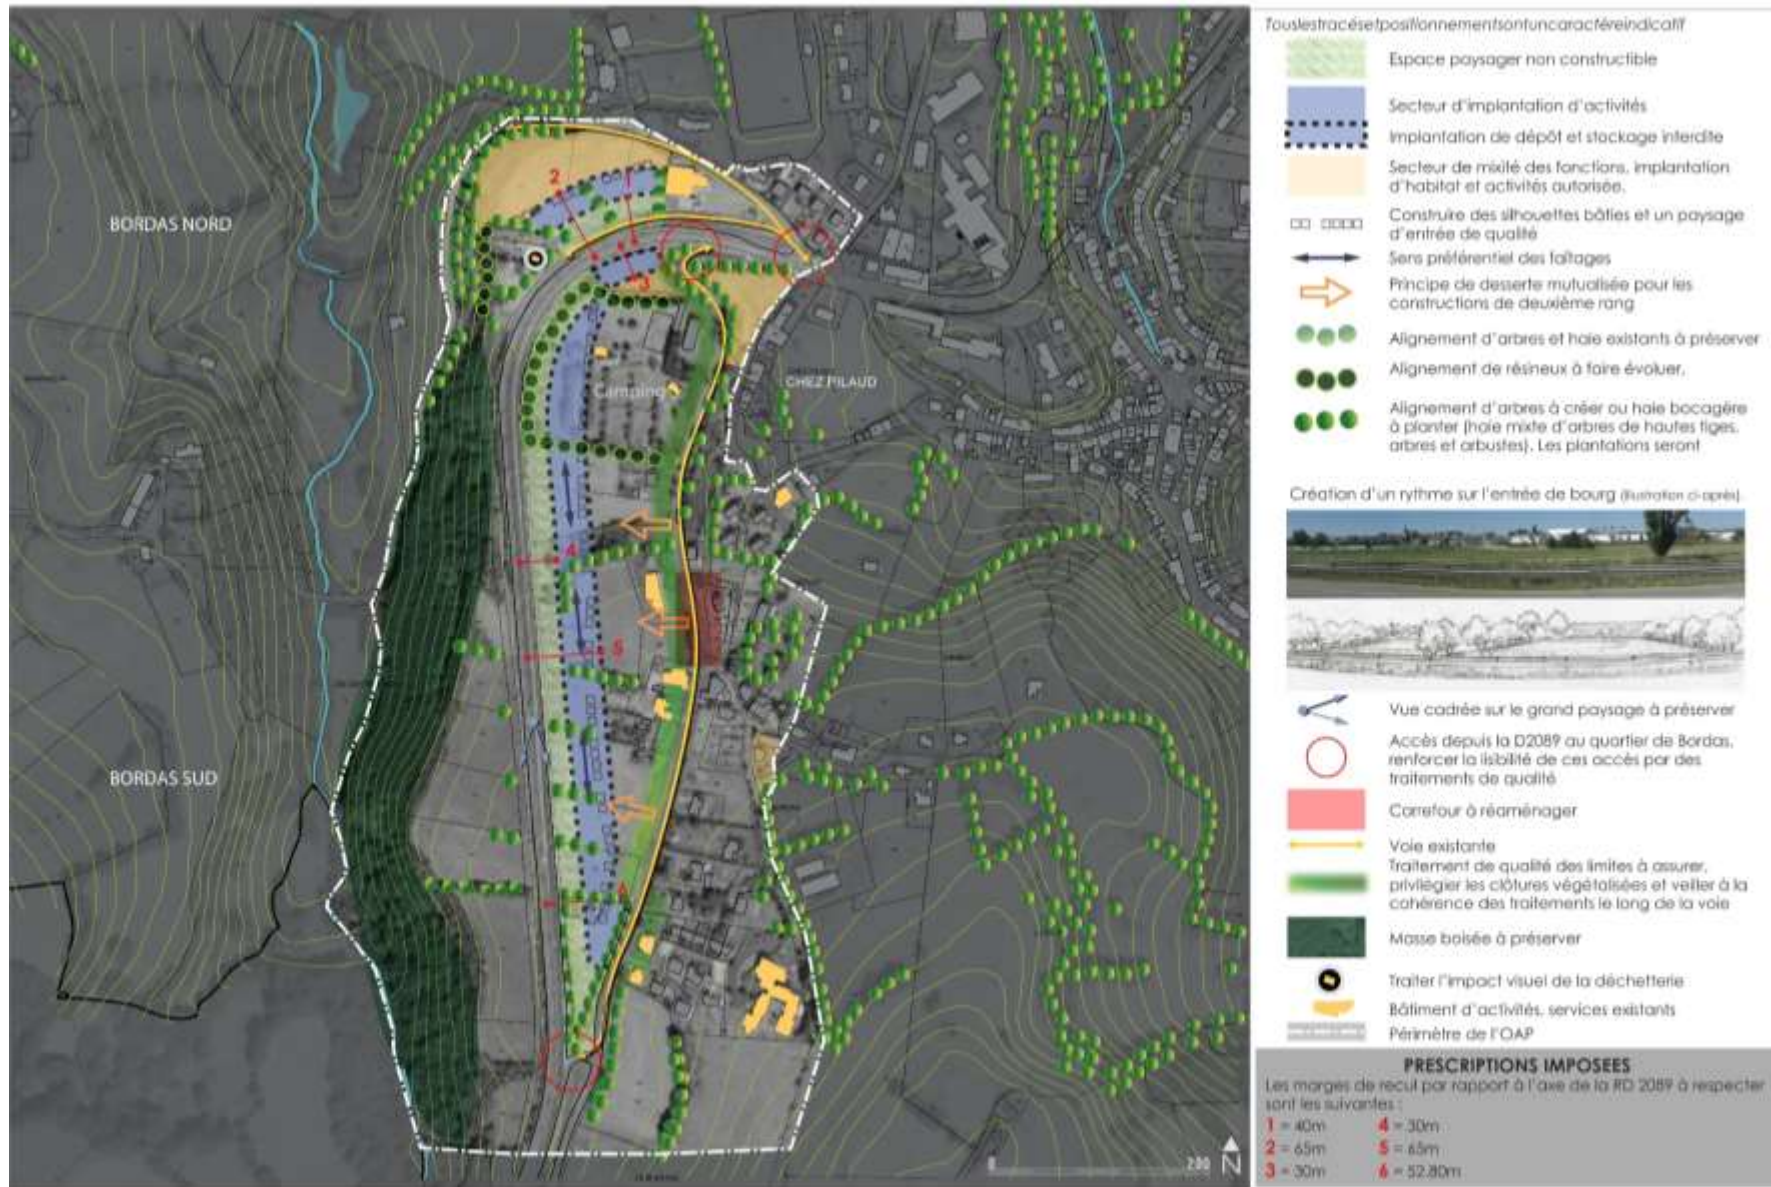 BORDAS NORD
BORDAS SUD
CHEZ PILAUD
Camping
1
2
3
4
5
6
200
N
Touslestracésetpositionnementsontuncaractéreindicatif
Espace paysager non constructible
Secteur d'implantation d'activités
Implantation de dépôt et stockage interdite
Secteur de mixité des fonctions, implantation
d'habitat et activités autorisée.
Construire des silhouettes bâties et un paysage
d'entrée de qualité
Sens préférentiel des faîtages
Principe de desserte mutualisée pour les
constructions de deuxième rang
Alignement d'arbres et haie existants à préserver
Alignement de résineux à faire évoluer.
Alignement d'arbres à créer ou haie bocagère
à planter (haie mixte d'arbres de hautes tiges,
arbres et arbustes). Les plantations seront
Création d'un rythme sur l'entrée de bourg (illustration ci-après)
Vue cadrée sur le grand paysage à préserver
Accès depuis la D2089 au quartier de Bordas,
renforcer la lisibilité de ces accès par des
traitements de qualité
Carrefour à réaménager
Voie existante
Traitement de qualité des limites à assurer,
privilégier les clôtures végétalisées et veiller à la
cohérence des traitements le long de la voie
Masse boisée à préserver
Traiter l'impact visuel de la déchetterie
Bâtiment d'activités, services existants
Périmètre de l'OAP
PRESCRIPTIONS IMPOSEES
Les marges de recul par rapport à l'axe de la RD 2089 à respecter
sont les suivantes :
1 = 40m 4 = 30m
2 = 65m 5 = 65m
3 = 30m 6 = 52.80m